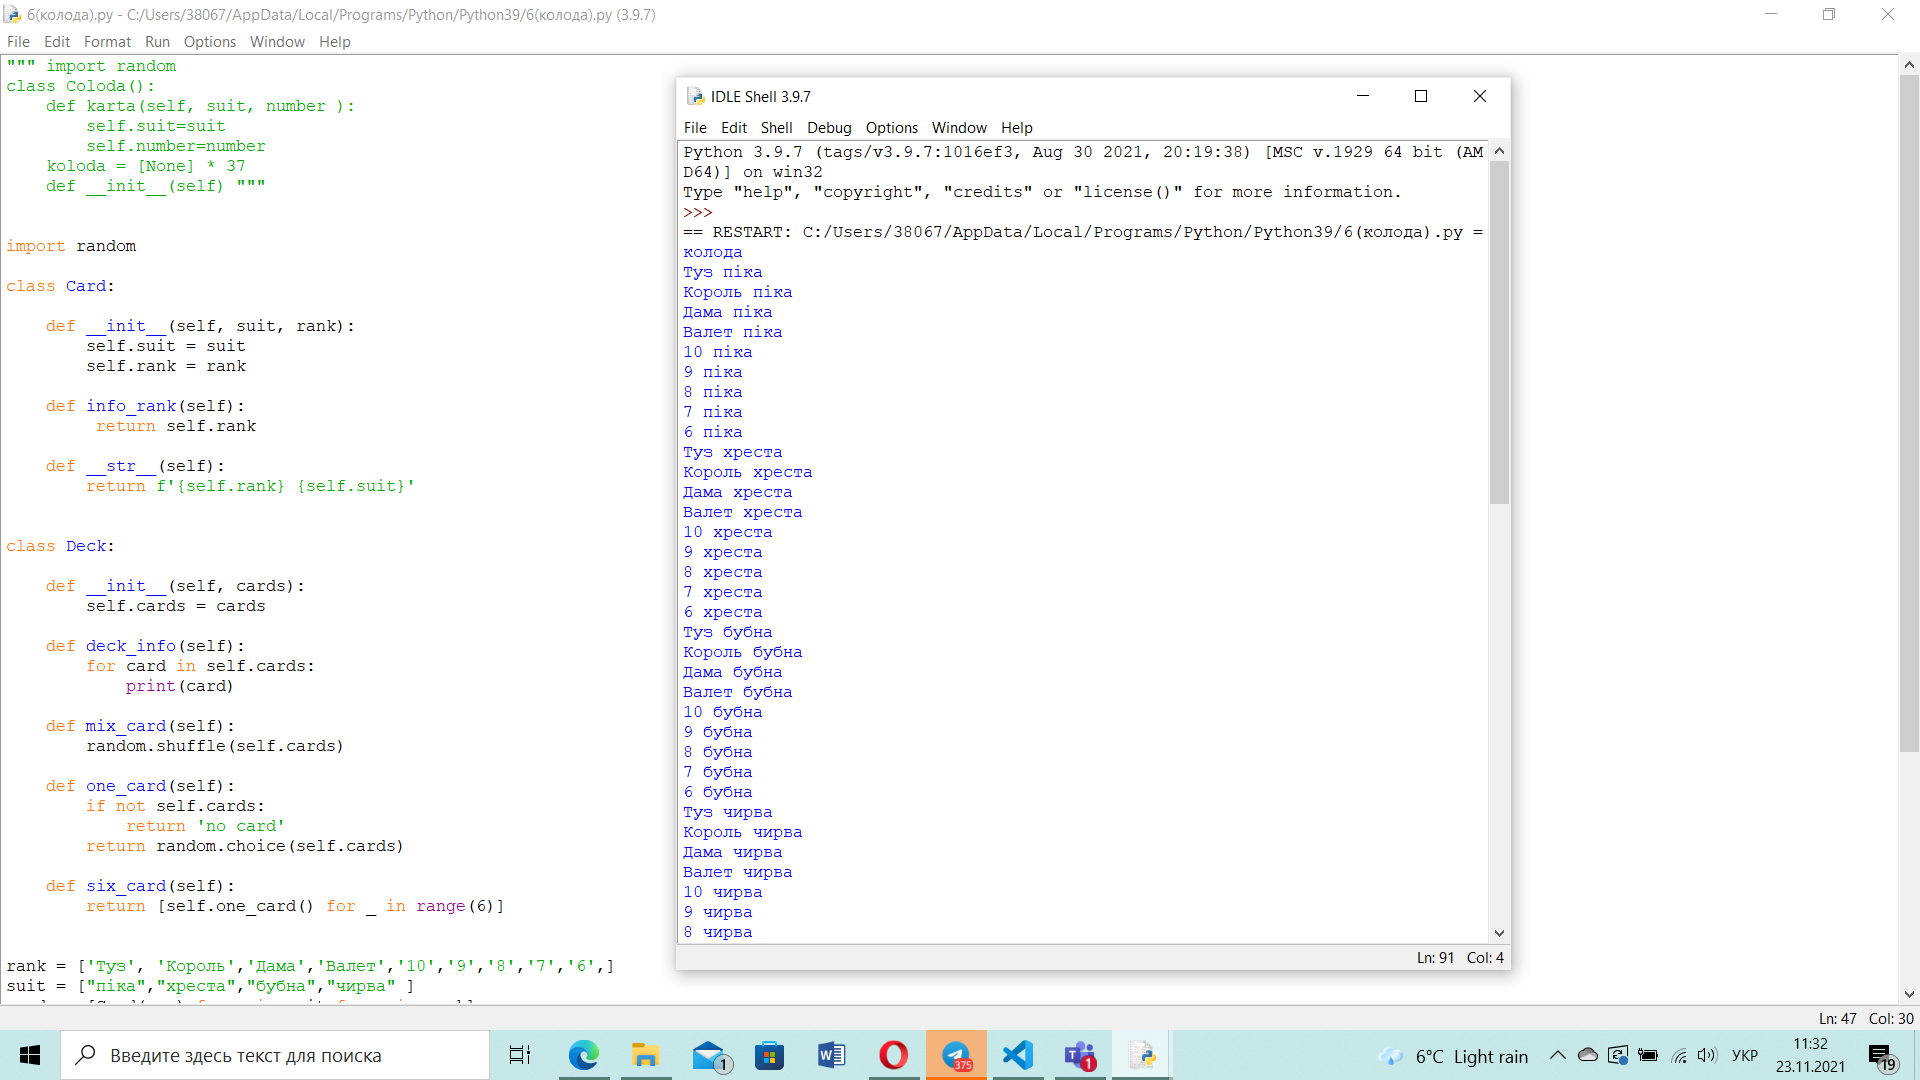 6(колода).py - C:/Users/38067/AppData/Local/Programs/Python/Python39/6(колода).py (3.9.7)
File Edit Format Run Options Window Help
""" import random
class Coloda():
    def karta(self, suit, number ):
        self.suit=suit
        self.number=number
    koloda = [None] * 37
    def __init__(self) """
import random
class Card:
    def __init__(self, suit, rank):
        self.suit = suit
        self.rank = rank
    def info_rank(self):
         return self.rank
    def __str__(self):
        return f'{self.rank} {self.suit}'
class Deck:
    def __init__(self, cards):
        self.cards = cards
    def deck_info(self):
        for card in self.cards:
            print(card)
    def mix_card(self):
        random.shuffle(self.cards)
    def one_card(self):
        if not self.cards:
            return 'no card'
        return random.choice(self.cards)
    def six_card(self):
        return [self.one_card() for _ in range(6)]
rank = ['Туз', 'Король','Дама','Валет','10','9','8','7','6',]
suit = ["піка","хреста","бубна","чирва" ]
Ln: 47 Col: 30
IDLE Shell 3.9.7
File Edit Shell Debug Options Window Help
Python 3.9.7 (tags/v3.9.7:1016ef3, Aug 30 2021, 20:19:38) [MSC v.1929 64 bit (AM
D64)] on win32
Type "help", "copyright", "credits" or "license()" for more information.
>>>
== RESTART: C:/Users/38067/AppData/Local/Programs/Python/Python39/6(колода).py =
колода
Туз піка
Король піка
Дама піка
Валет піка
10 піка
9 піка
8 піка
7 піка
6 піка
Туз хреста
Король хреста
Дама хреста
Валет хреста
10 хреста
9 хреста
8 хреста
7 хреста
6 хреста
Туз бубна
Король бубна
Дама бубна
Валет бубна
10 бубна
9 бубна
8 бубна
7 бубна
6 бубна
Туз чирва
Король чирва
Дама чирва
Валет чирва
10 чирва
9 чирва
8 чирва
Ln: 91 Col: 4
Введите здесь текст для поиска
1
375
1
6°C Light rain
УКР
11:32
23.11.2021
19